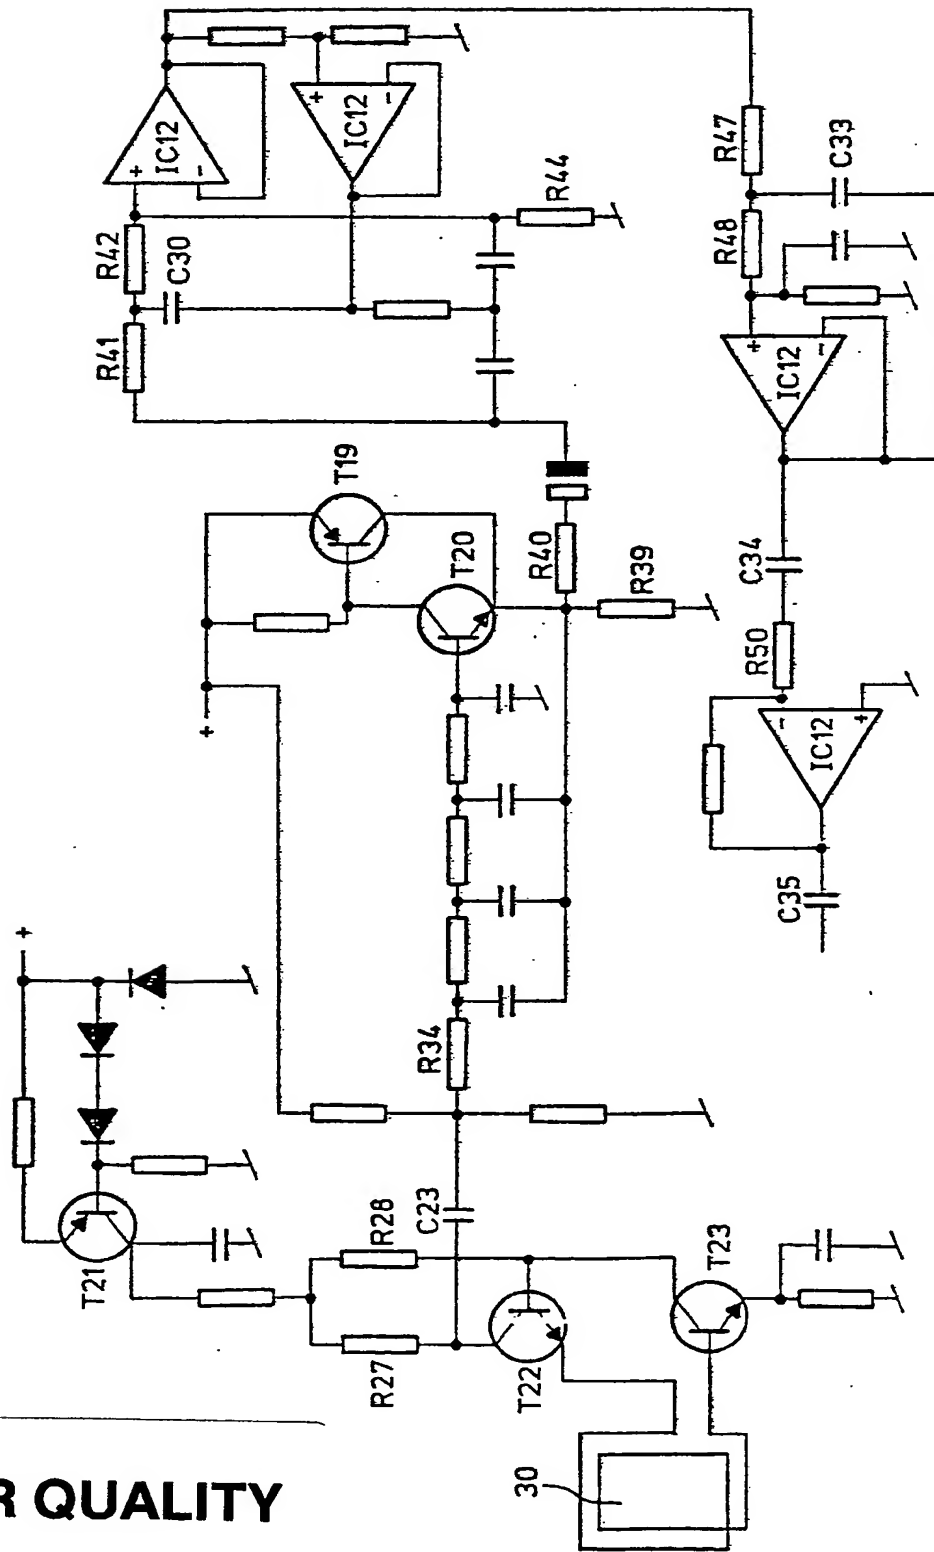 R QUALITY
30
T22
T23
R27
R28
C23
T21
+
R34
+
T20
T19
R40
R39
R41
R42
C30
R44
+
-
IC12
+
-
IC12
R47
R48
C33
+
-
IC12
C34
R50
-
+
IC12
C35